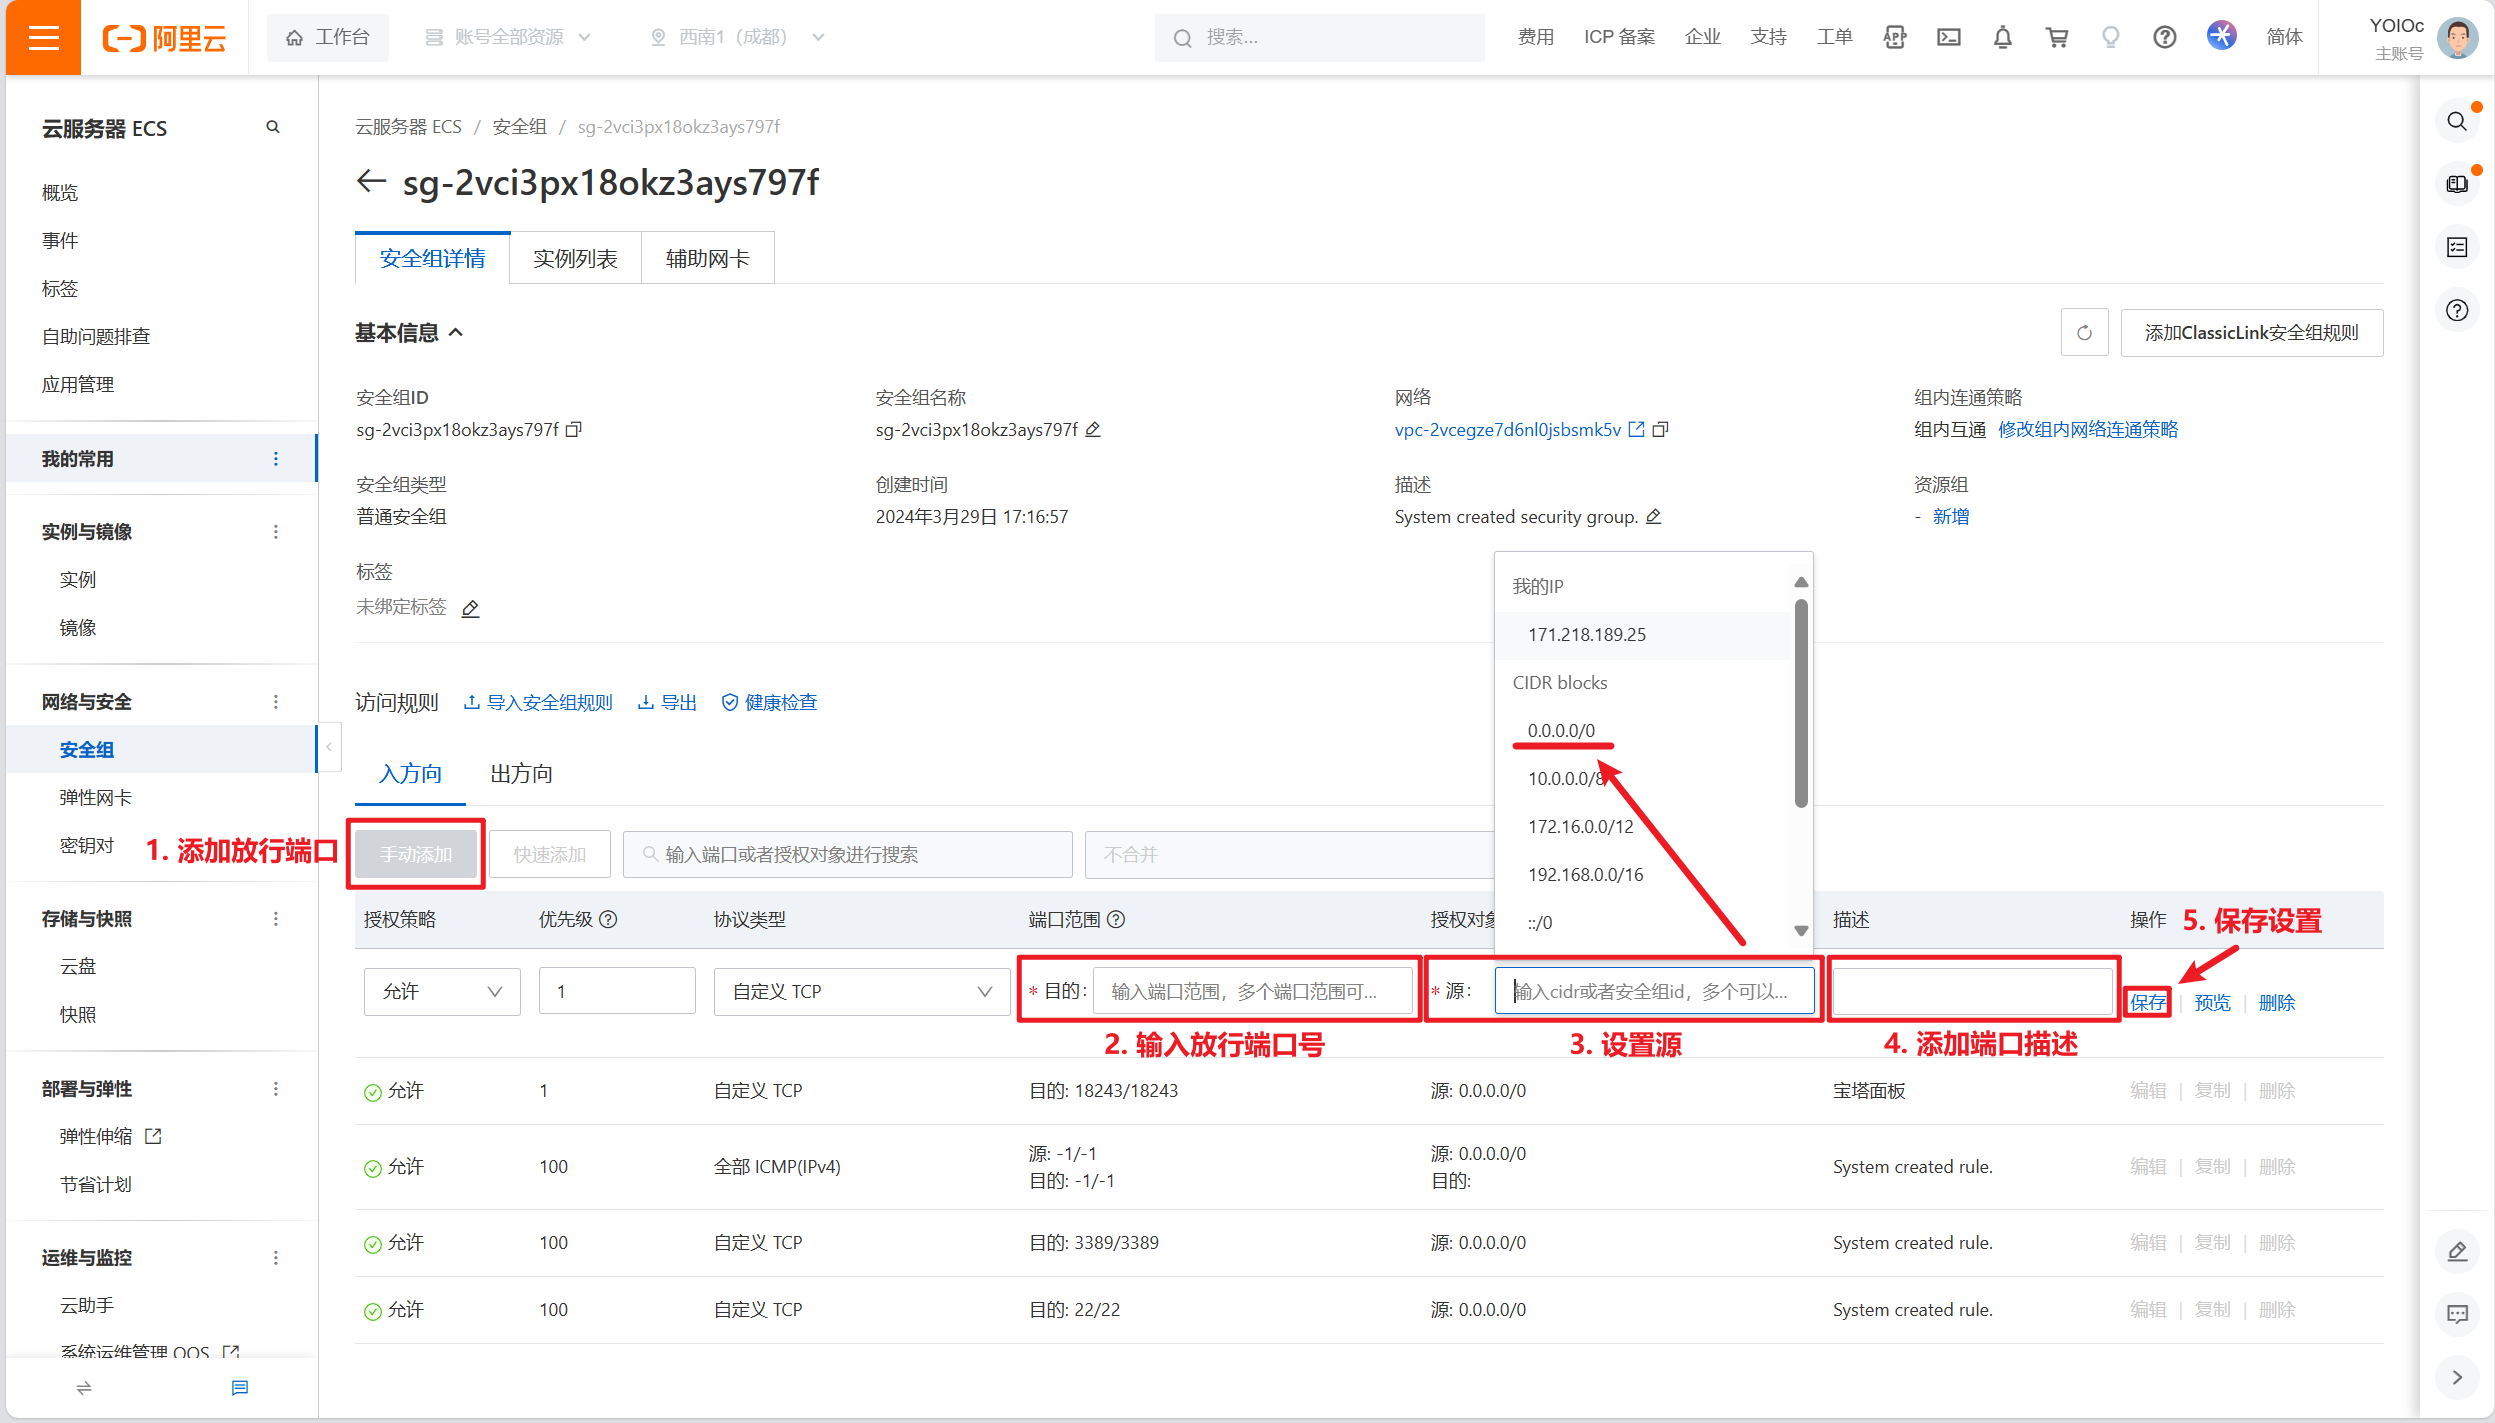 阿里云
工作台
账号全部资源
西南1（成都）
搜索...
费用
ICP 备案
企业
支持
工单
APP
简体
YOIOc
主账号
云服务器 ECS
概览
事件
标签
自助问题排查
应用管理
我的常用
实例与镜像
实例
镜像
网络与安全
安全组
弹性网卡
密钥对
存储与快照
云盘
快照
部署与弹性
弹性伸缩
节省计划
运维与监控
云助手
系统运维管理 OOS
云服务器 ECS / 安全组 / sg-2vci3px18okz3ays797f
sg-2vci3px18okz3ays797f
安全组详情
实例列表
辅助网卡
基本信息
添加ClassicLink安全组规则
安全组ID
sg-2vci3px18okz3ays797f
安全组名称
sg-2vci3px18okz3ays797f
网络
vpc-2vcegze7d6nl0jsbsmk5v
组内连通策略
组内互通 修改组内网络连通策略
安全组类型
普通安全组
创建时间
2024年3月29日 17:16:57
描述
System created security group.
资源组
- 新增
标签
未绑定标签
我的IP
171.218.189.25
CIDR blocks
0.0.0.0/0
10.0.0.0/8
172.16.0.0/12
192.168.0.0/16
::/0
访问规则
导入安全组规则
导出
健康检查
入方向
出方向
1. 添加放行端口
手动添加
快速添加
输入端口或者授权对象进行搜索
不合并
授权策略 优先级 协议类型 端口范围 授权对象 描述 操作
5. 保存设置
允许
1
自定义 TCP
* 目的: 输入端口范围，多个端口范围可...
* 源: 输入cidr或者安全组id，多个可以...
保存 | 预览 | 删除
2. 输入放行端口号
3. 设置源
4. 添加端口描述
允许 1 自定义 TCP 目的: 18243/18243 源: 0.0.0.0/0 宝塔面板 编辑 | 复制 | 删除
允许 100 全部 ICMP(IPv4) 源: -1/-1 源: 0.0.0.0/0 System created rule. 编辑 | 复制 | 删除
目的: -1/-1 目的:
允许 100 自定义 TCP 目的: 3389/3389 源: 0.0.0.0/0 System created rule. 编辑 | 复制 | 删除
允许 100 自定义 TCP 目的: 22/22 源: 0.0.0.0/0 System created rule. 编辑 | 复制 | 删除